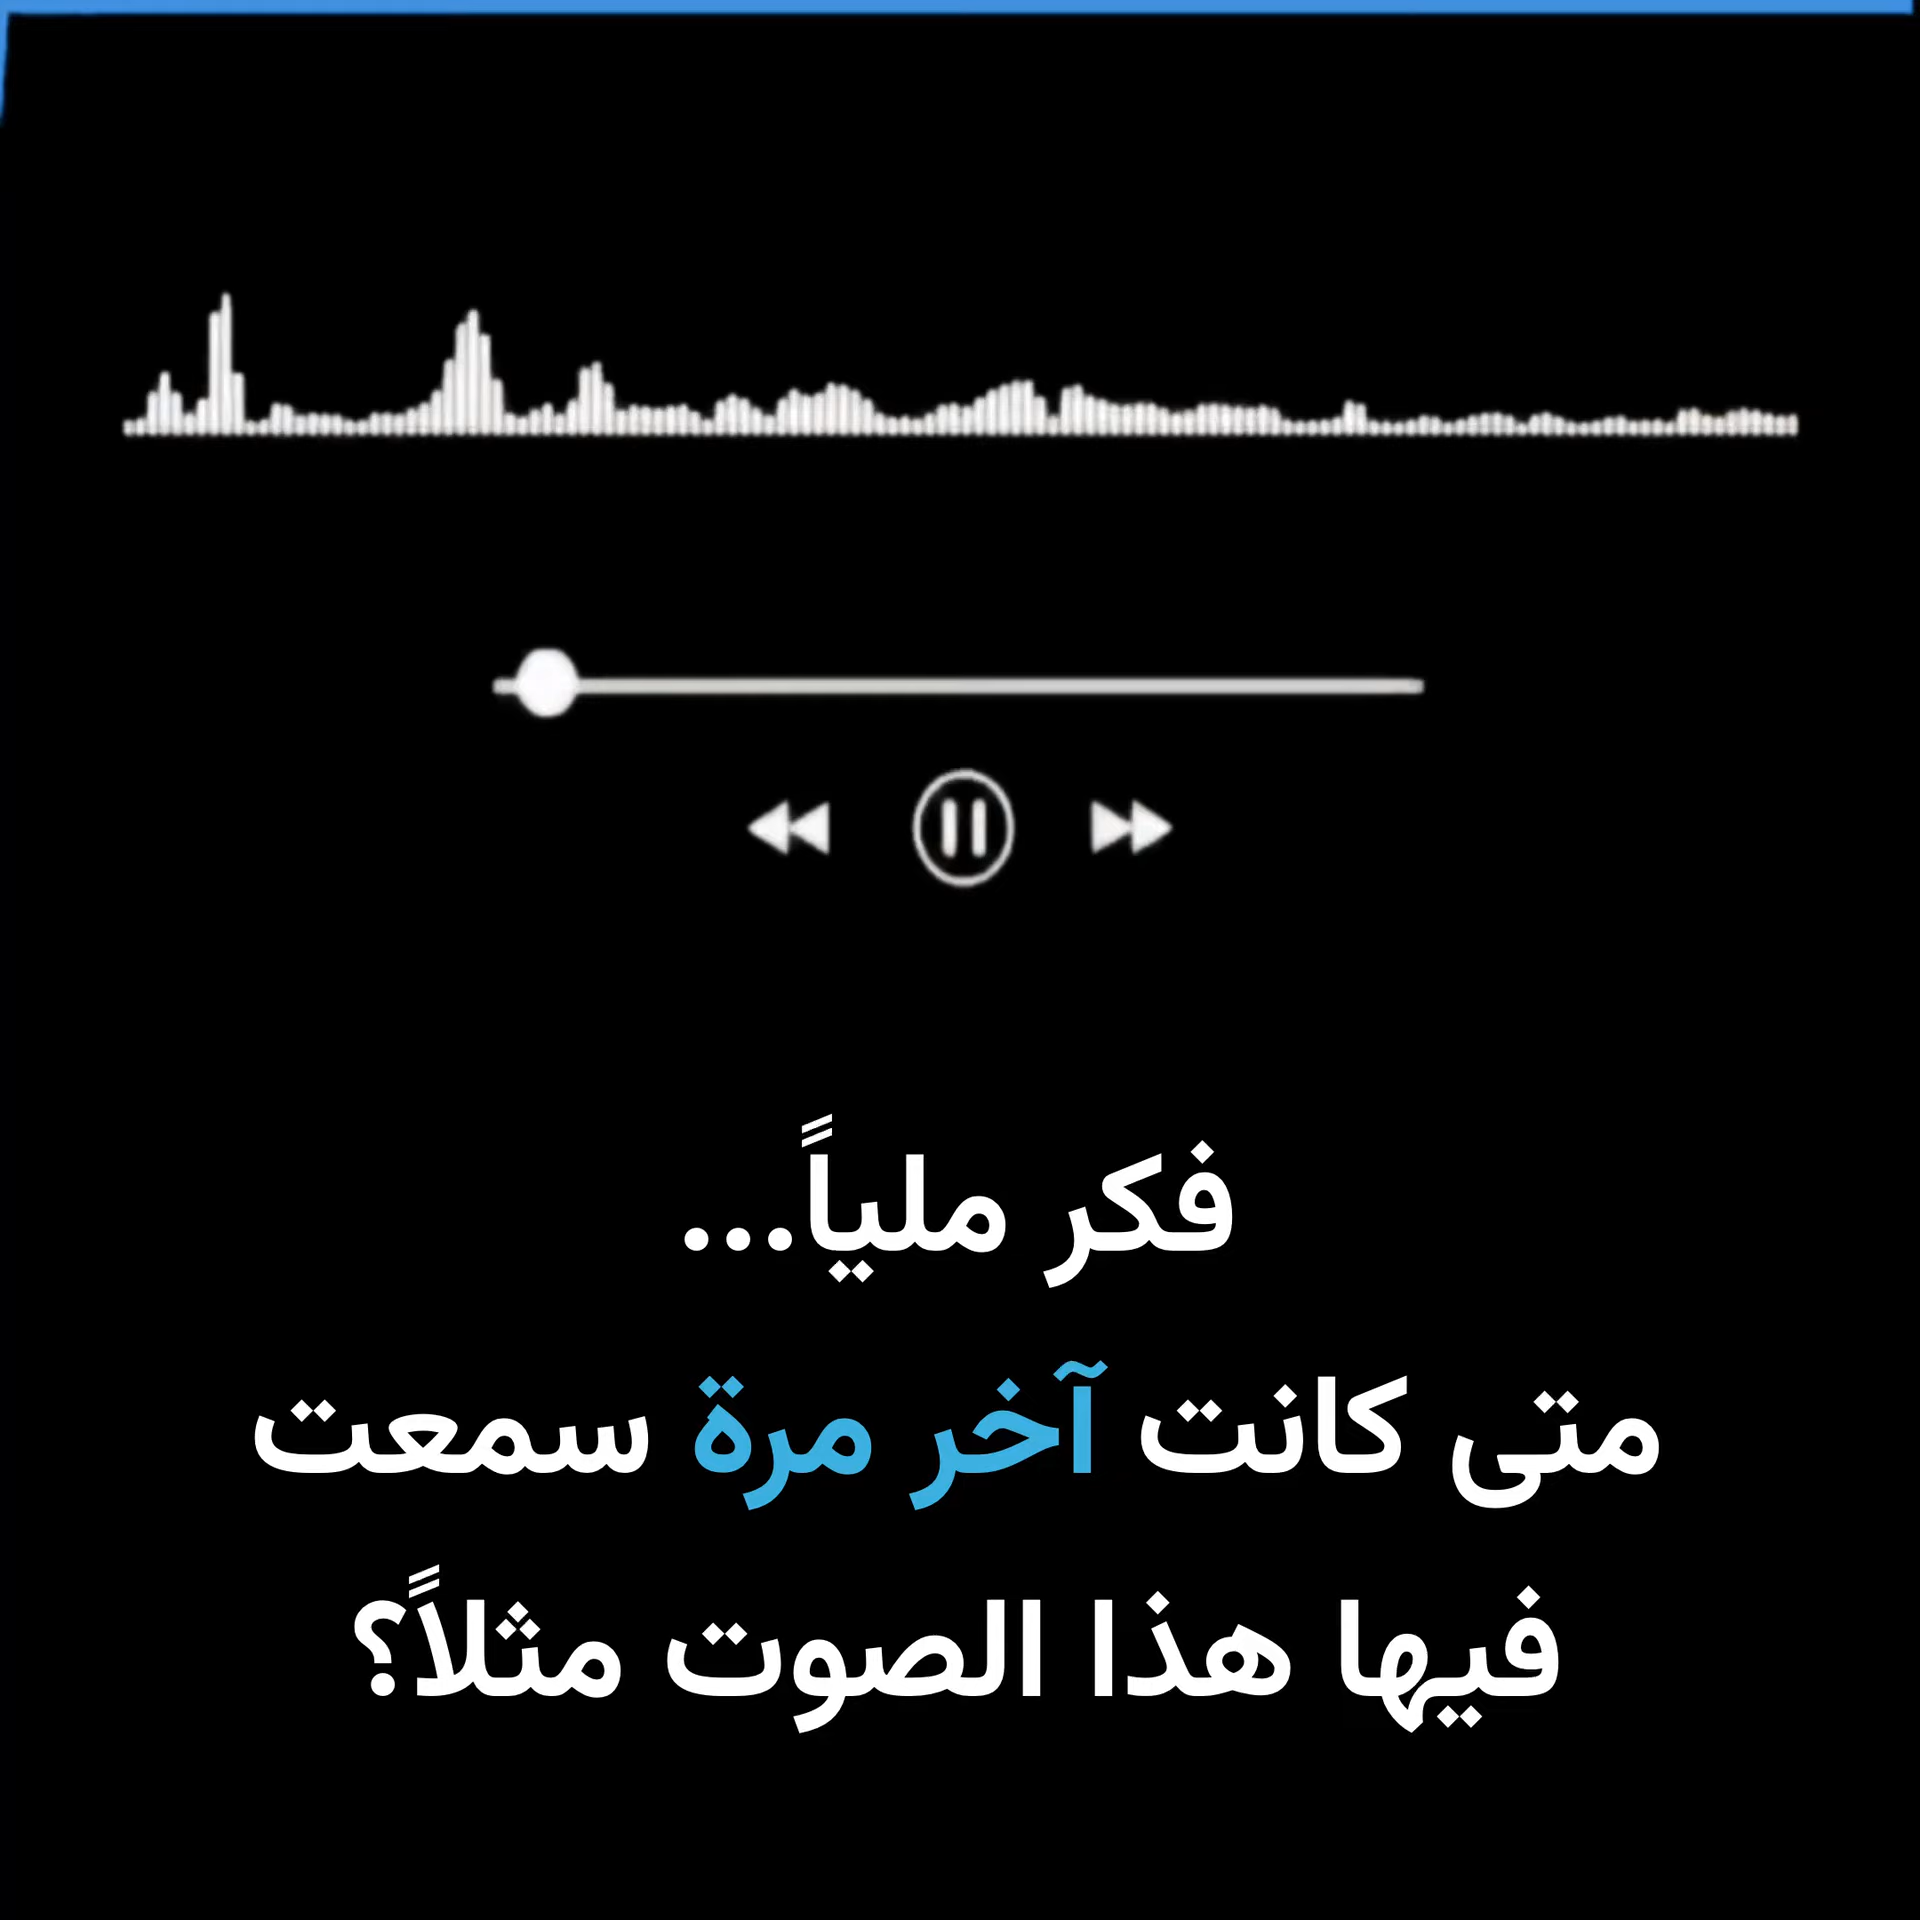 فكر ملياً...
متى كانت آخر مرة سمعت
فيها هذا الصوت مثلاً؟